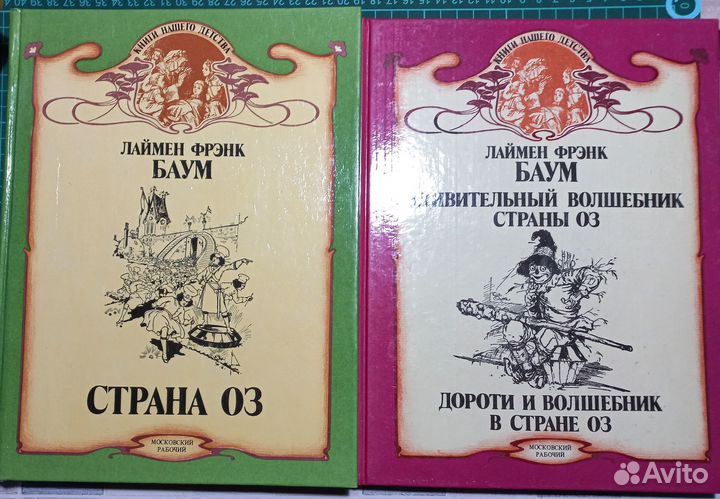 КНИГИ НАШЕГО ДЕТСТВА
ЛАЙМЕН ФРЭНК
БАУМ
СТРАНА ОЗ
МОСКОВСКИЙ
РАБОЧИЙ
КНИГИ НАШЕГО ДЕТСТВА
ЛАЙМЕН ФРЭНК
БАУМ
ВОЛШЕБНИК
СТРАНЫ ОЗ
ДОРОТИ И ВОЛШЕБНИК
В СТРАНЕ ОЗ
МОСКОВСКИЙ
РАБОЧИЙ
Avito